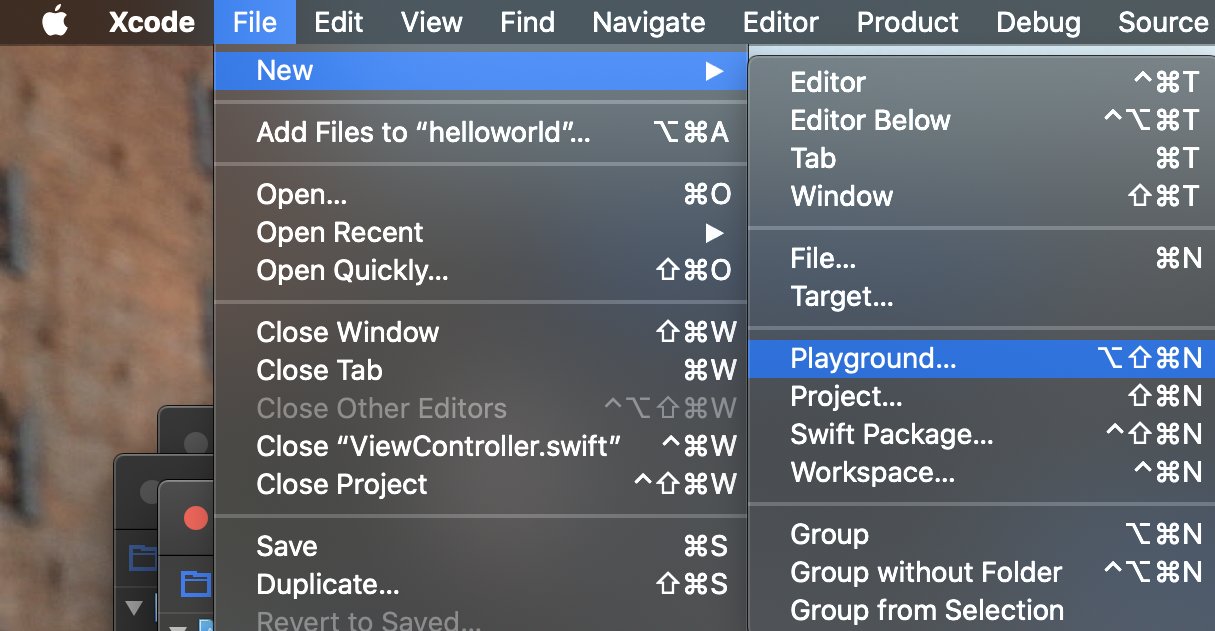 Xcode File Edit View Find Navigate Editor Product Debug Source
New ▶
Add Files to “helloworld”... ⌥⌘A
Open... ⌘O
Open Recent ▶
Open Quickly... ⇧⌘O
Close Window ⇧⌘W
Close Tab ⌘W
Close Other Editors ^⌥⇧⌘W
Close “ViewController.swift” ^⌘W
Close Project ^⇧⌘W
Save ⌘S
Duplicate... ⇧⌘S
Revert to Saved...
Editor ^⌘T
Editor Below ^⌥⌘T
Tab ⌘T
Window ⇧⌘T
File... ⌘N
Target...
Playground... ⌥⇧⌘N
Project... ⇧⌘N
Swift Package... ^⇧⌘N
Workspace... ^⌘N
Group ⌥⌘N
Group without Folder ^⌥⌘N
Group from Selection